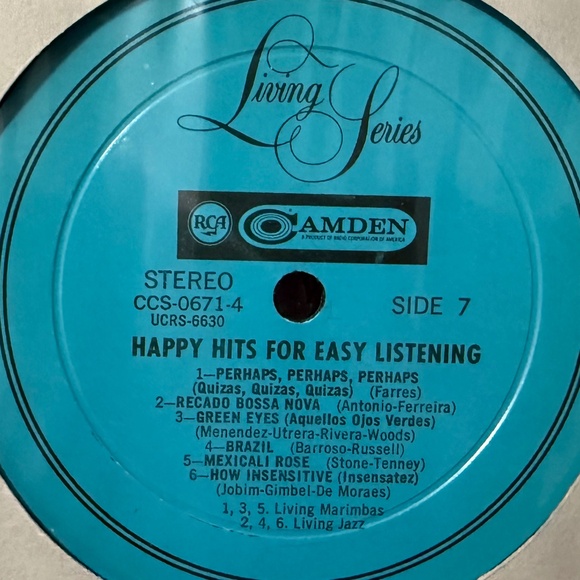 Living
Series
RCA CAMDEN
A PRODUCT OF RADIO CORPORATION OF AMERICA
STEREO
CCS-0671-4
UCRS-6630
SIDE 7
HAPPY HITS FOR EASY LISTENING
1—PERHAPS, PERHAPS, PERHAPS
(Quizas, Quizas, Quizas) (Farres)
2—RECADO BOSSA NOVA (Antonio-Ferreira)
3—GREEN EYES (Aquellos Ojos Verdes)
(Menendez-Utrera-Rivera-Woods)
4—BRAZIL (Barroso-Russell)
5—MEXICALI ROSE (Stone-Tenney)
6—HOW INSENSITIVE (Insensatez)
(Jobim-Gimbel-De Moraes)
1, 3, 5. Living Marimbas
2, 4, 6. Living Jazz